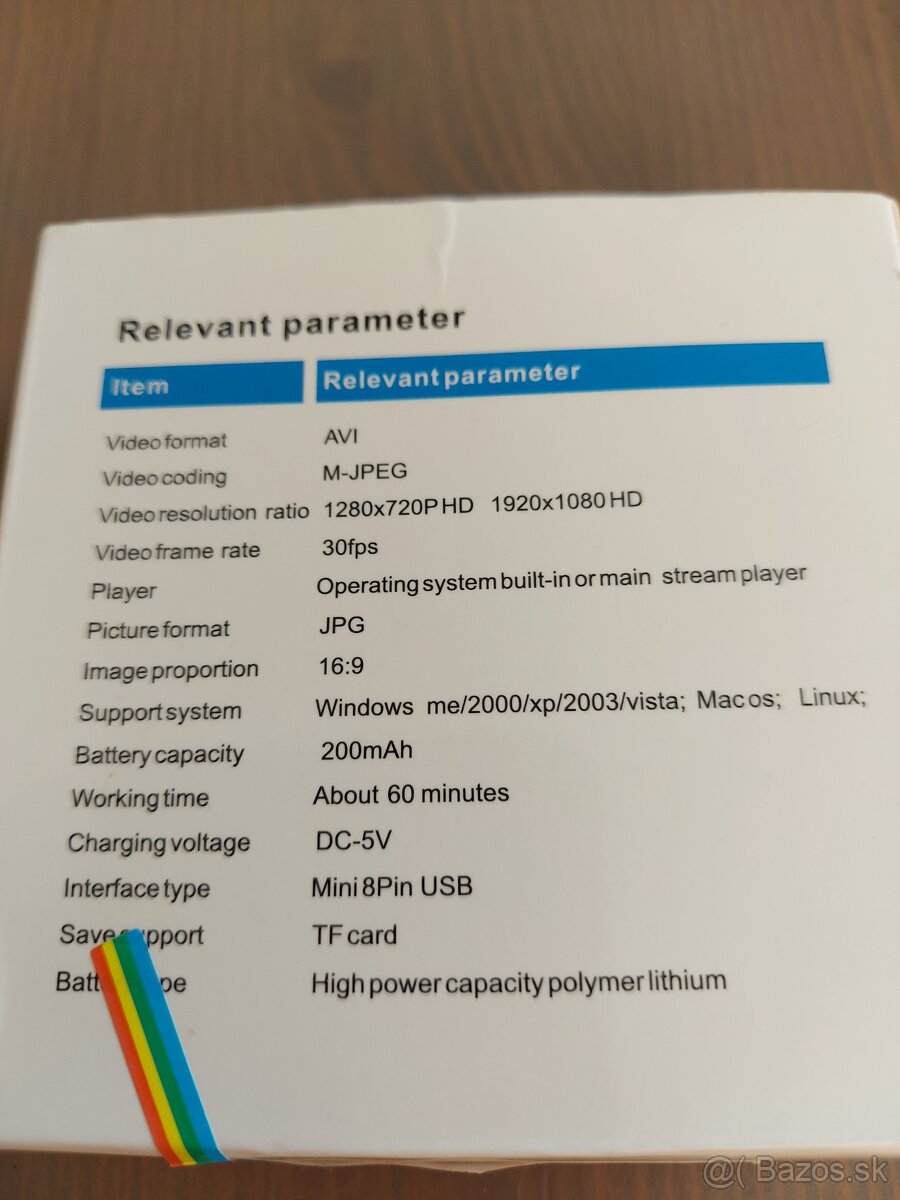 Relevant parameter
Item Relevant parameter
Video format AVI
Video coding M-JPEG
Video resolution ratio 1280x720P HD 1920x1080 HD
Video frame rate 30fps
Player Operating system built-in or main stream player
Picture format JPG
Image proportion 16:9
Support system Windows me/2000/xp/2003/vista; Mac os; Linux;
Battery capacity 200mAh
Working time About 60 minutes
Charging voltage DC-5V
Interface type Mini 8Pin USB
Save support TF card
High power capacity polymer lithium
@( Bazos.sk